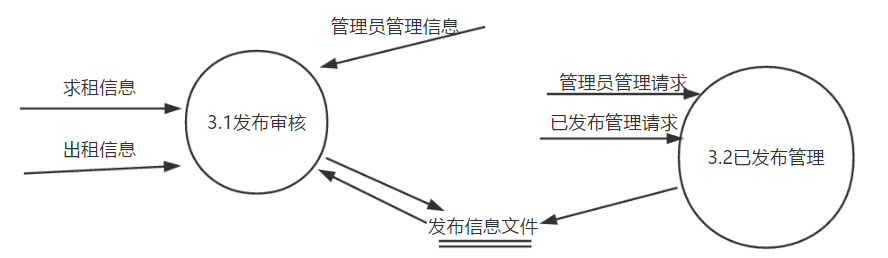 管理员管理信息
求租信息
管理员管理请求
3.1发布审核
已发布管理请求
出租信息
3.2已发布管理
发布信息文件